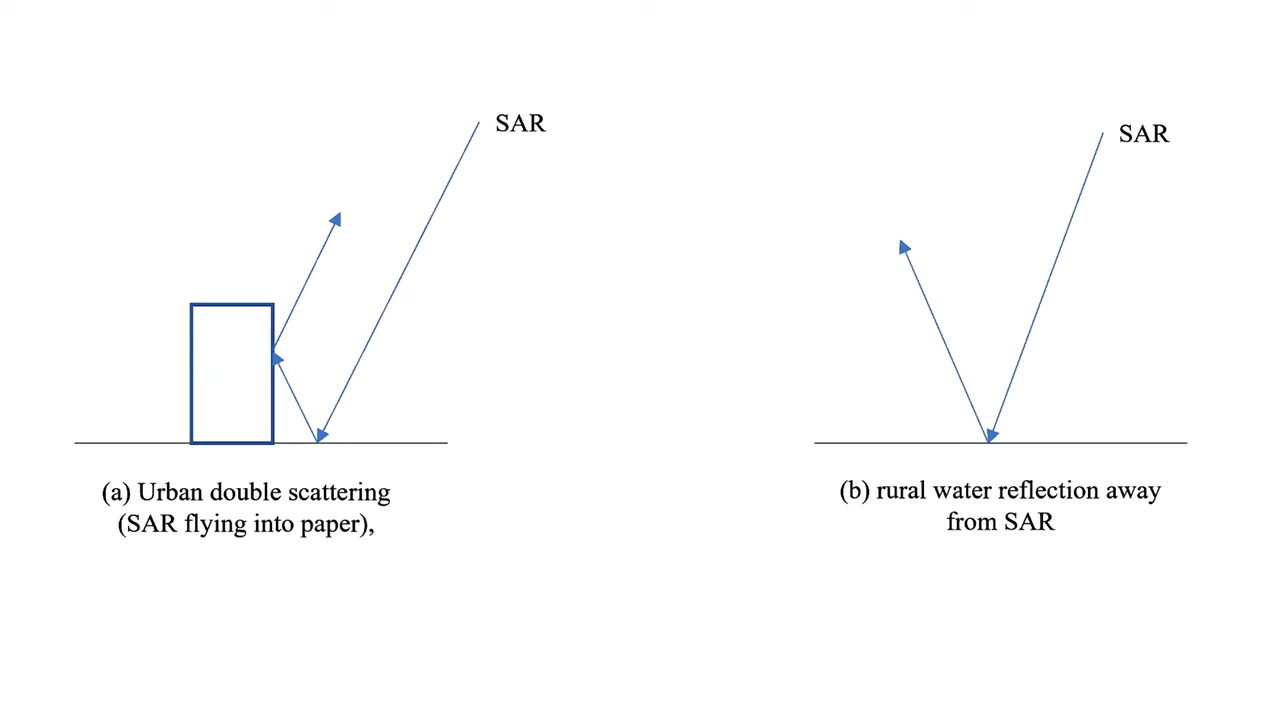 SAR
(a) Urban double scattering
(SAR flying into paper),
SAR
(b) rural water reflection away
from SAR